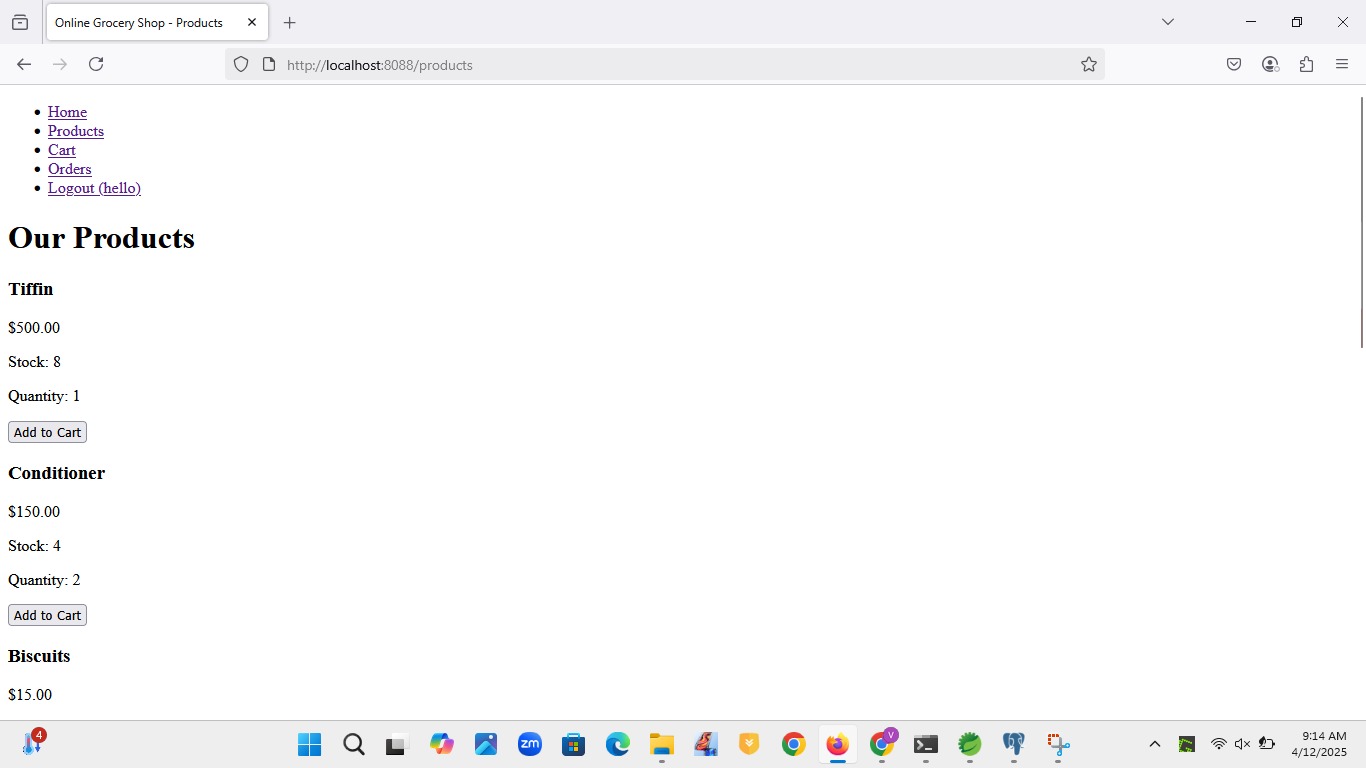 Online Grocery Shop - Products
http://localhost:8088/products
Home
Products
Cart
Orders
Logout (hello)
Our Products
Tiffin
$500.00
Stock: 8
Quantity: 1
Add to Cart
Conditioner
$150.00
Stock: 4
Quantity: 2
Add to Cart
Biscuits
$15.00
4
zm
V
9:14 AM
4/12/2025